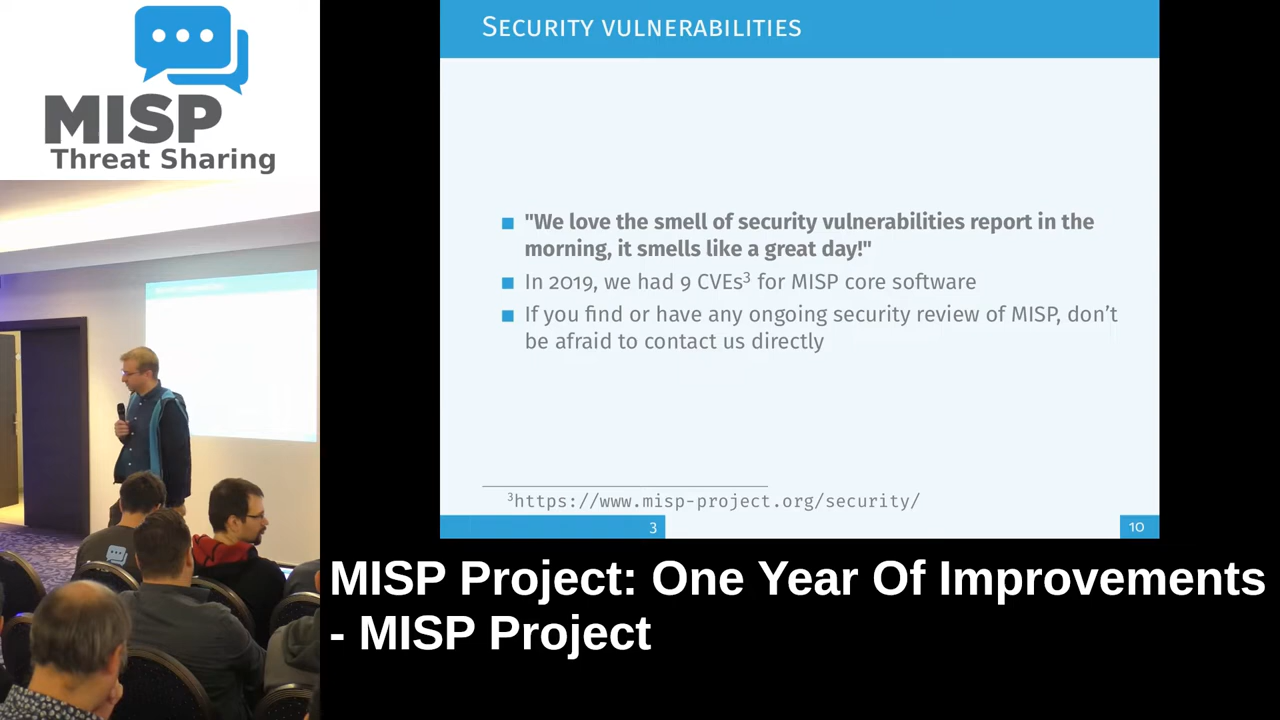 MISP
Threat Sharing
SECURITY VULNERABILITIES
"We love the smell of security vulnerabilities report in the
morning, it smells like a great day!"
In 2019, we had 9 CVEs³ for MISP core software
If you find or have any ongoing security review of MISP, don’t
be afraid to contact us directly
³https://www.misp-project.org/security/
3
10
MISP Project: One Year Of Improvements
- MISP Project